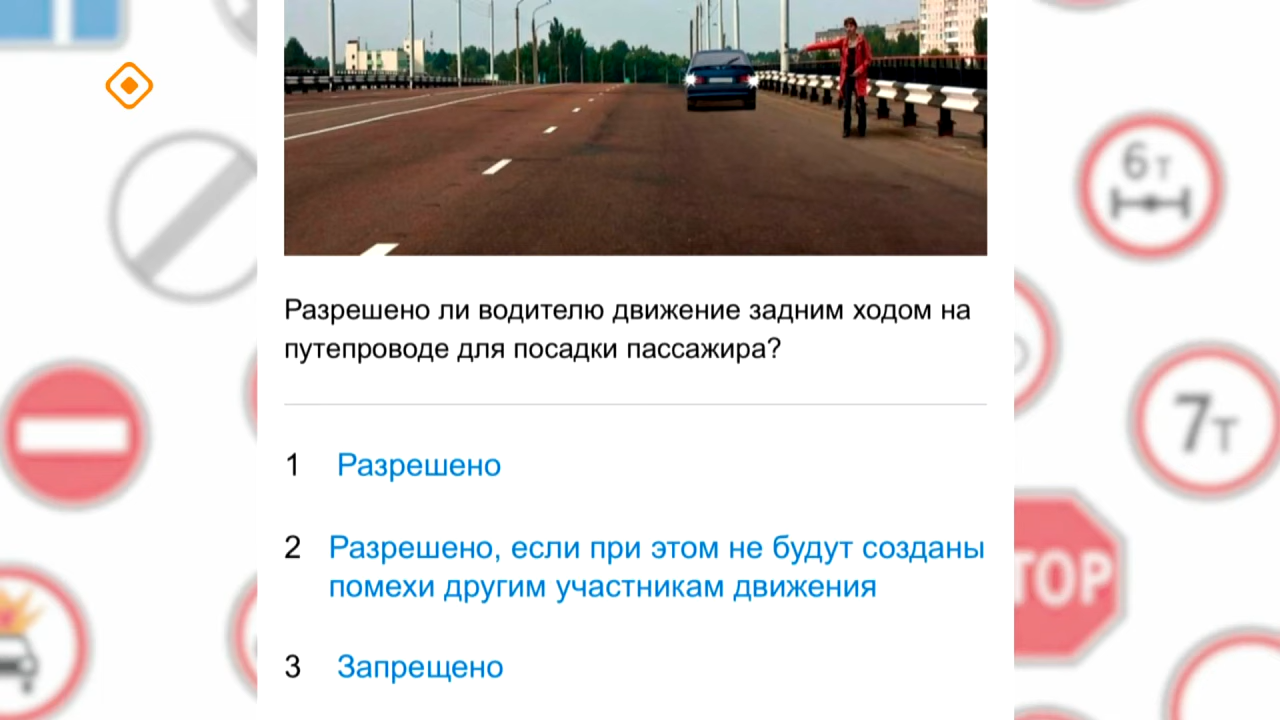 6т
Разрешено ли водителю движение задним ходом на
путепроводе для посадки пассажира?
7т
1 Разрешено
2 Разрешено, если при этом не будут созданы
помехи другим участникам движения
TOP
3 Запрещено